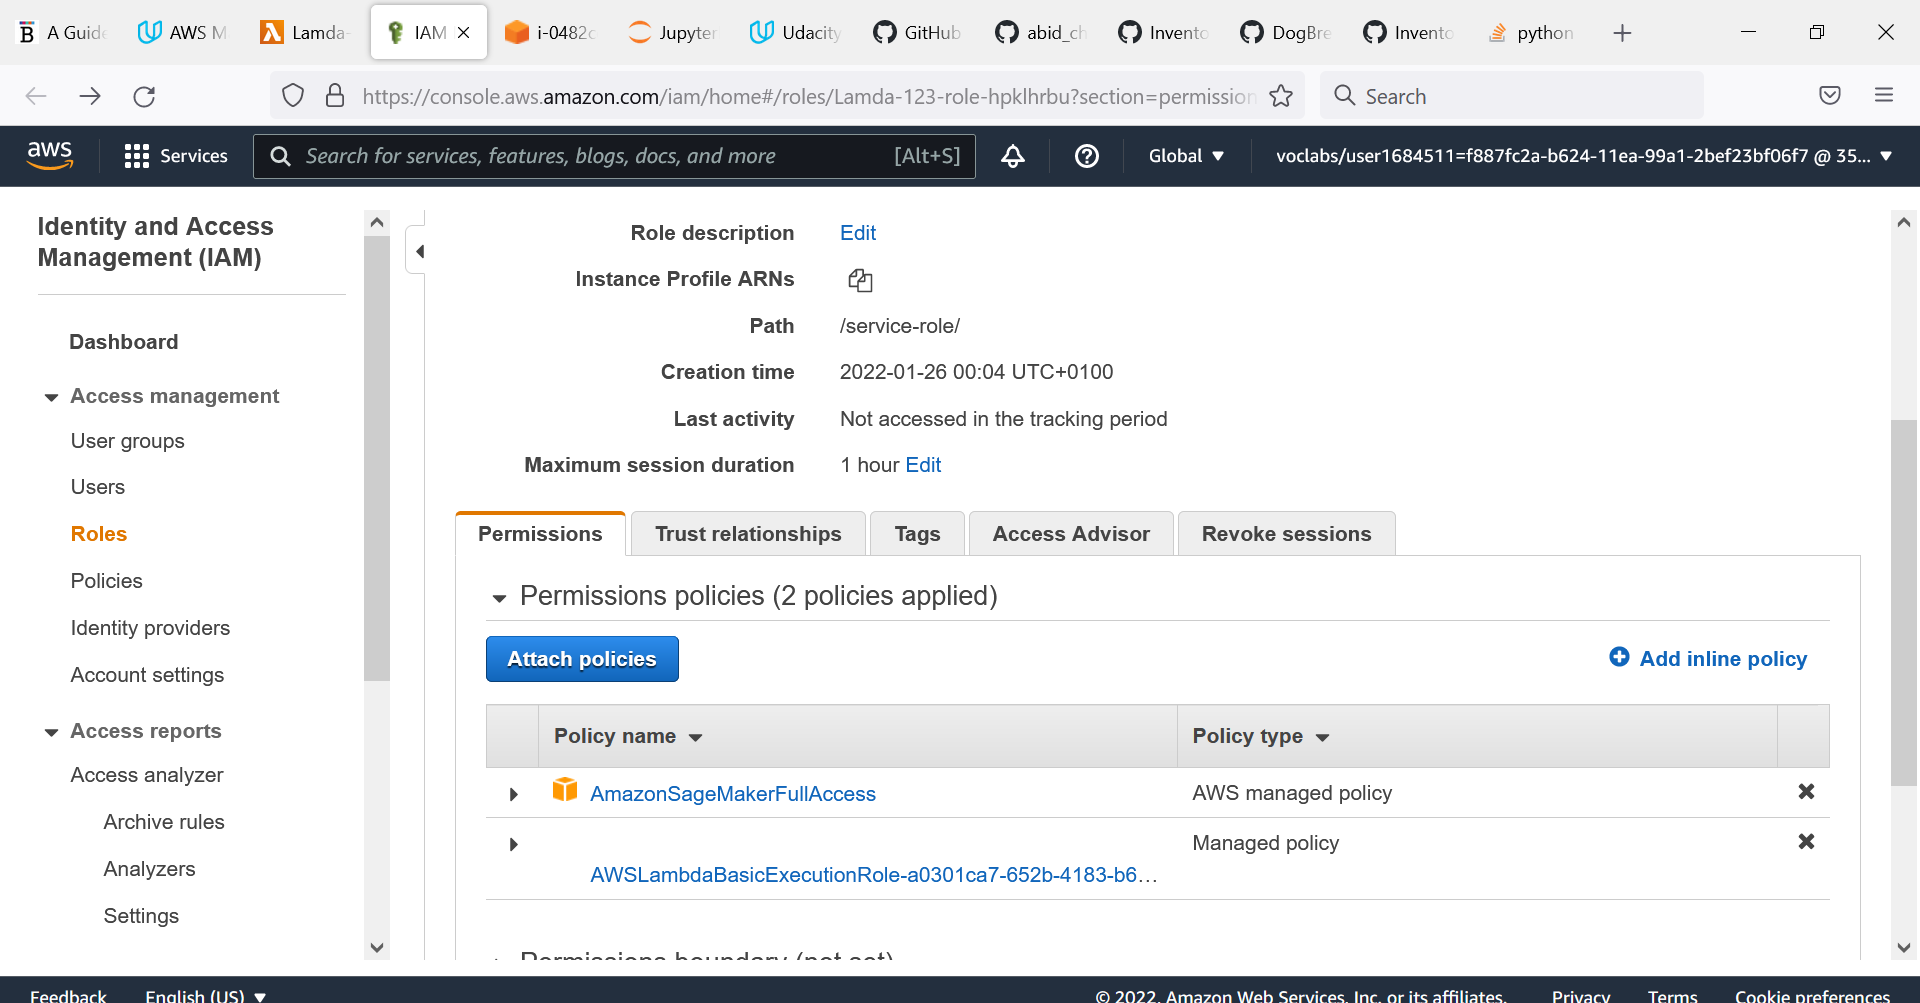 A Guide
AWS M
Lamda-
IAM
i-0482c
Jupyter
Udacity
GitHub
abid_ch
Invento
DogBre
Invento
python
https://console.aws.amazon.com/iam/home#/roles/Lamda-123-role-hpklhrbu?section=permission
Search
aws
Services
Search for services, features, blogs, docs, and more
[Alt+S]
Global
voclabs/user1684511=f887fc2a-b624-11ea-99a1-2bef23bf06f7 @ 35...
Identity and Access
Management (IAM)
Dashboard
Access management
User groups
Users
Roles
Policies
Identity providers
Account settings
Access reports
Access analyzer
Archive rules
Analyzers
Settings
Role description Edit
Instance Profile ARNs
Path /service-role/
Creation time 2022-01-26 00:04 UTC+0100
Last activity Not accessed in the tracking period
Maximum session duration 1 hour Edit
Permissions
Trust relationships
Tags
Access Advisor
Revoke sessions
Permissions policies (2 policies applied)
Attach policies
Add inline policy
Policy name
Policy type
AmazonSageMakerFullAccess
AWS managed policy
Managed policy
AWSLambdaBasicExecutionRole-a0301ca7-652b-4183-b6…
Permissions boundary (not set)
Feedback
English (US)
© 2022, Amazon Web Services, Inc. or its affiliates.
Privacy
Terms
Cookie preferences